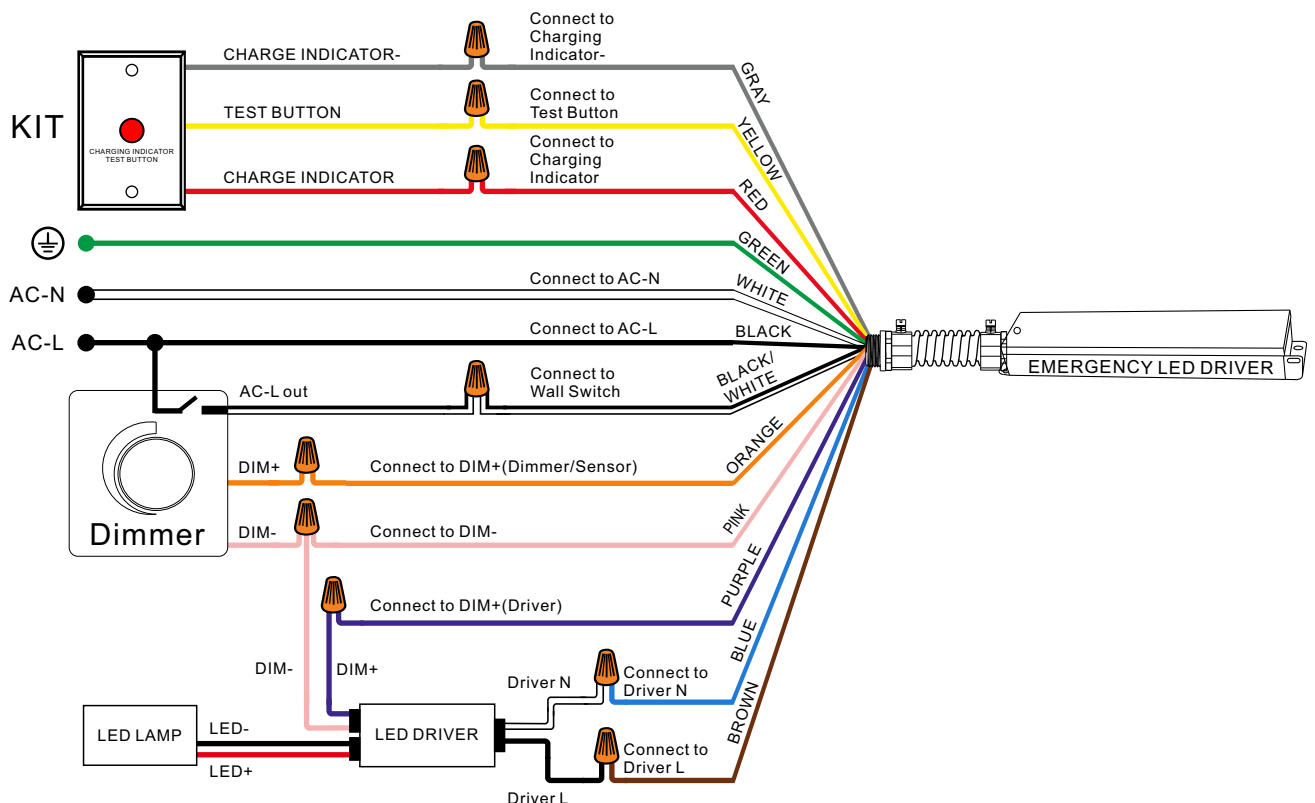 CHARGE INDICATOR-
Connect to
Charging
Indicator-
GRAY
KIT
CHARGING INDICATOR
TEST BUTTON
TEST BUTTON
Connect to
Test Button
YELLOW
CHARGE INDICATOR
Connect to
Charging
Indicator
RED
GREEN
AC-N
Connect to AC-N
WHITE
AC-L
Connect to AC-L
BLACK
EMERGENCY LED DRIVER
AC-L out
Connect to
Wall Switch
BLACK/
WHITE
Dimmer
DIM+
Connect to DIM+(Dimmer/Sensor)
ORANGE
DIM-
Connect to DIM-
PINK
Connect to DIM+(Driver)
PURPLE
DIM-
DIM+
Driver N
Connect to
Driver N
BLUE
LED LAMP
LED-
LED+
LED DRIVER
Connect to
Driver L
BROWN
Driver L